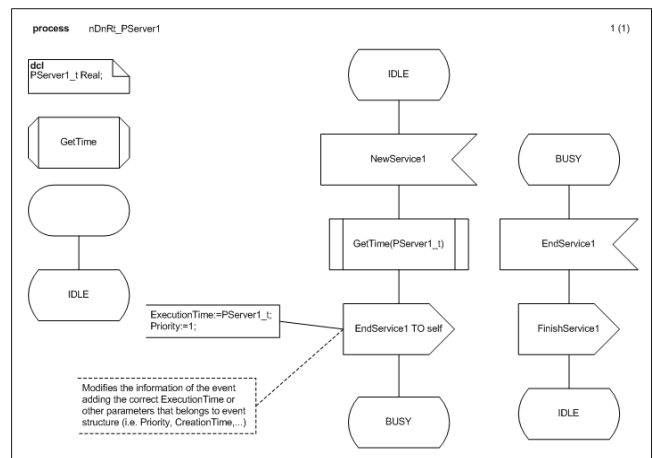 process nDnRt_PServer1 1 (1)
dcl
PServer1_t Real;
GetTime
IDLE
IDLE
NewService1
GetTime(PServer1_t)
ExecutionTime:=PServer1_t;
Priority:=1;
EndService1 TO self
Modifies the information of the event
adding the correct ExecutionTime or
other parameters that belongs to event
structure (i.e. Priority, CreationTime,...)
BUSY
BUSY
EndService1
FinishService1
IDLE